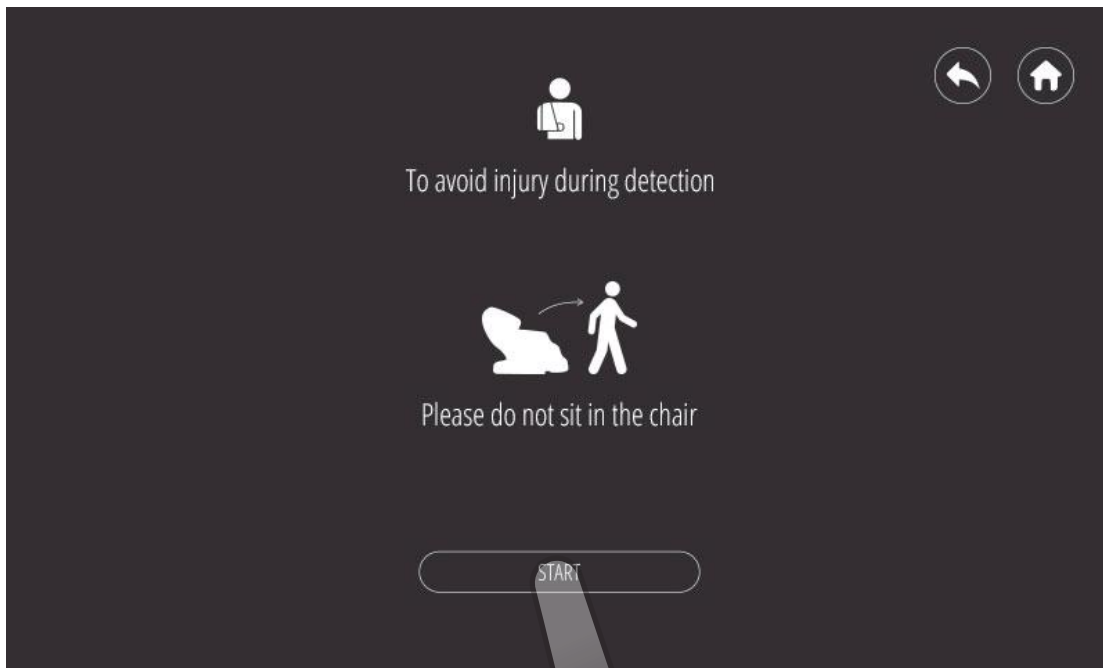 To avoid injury during detection
Please do not sit in the chair
START